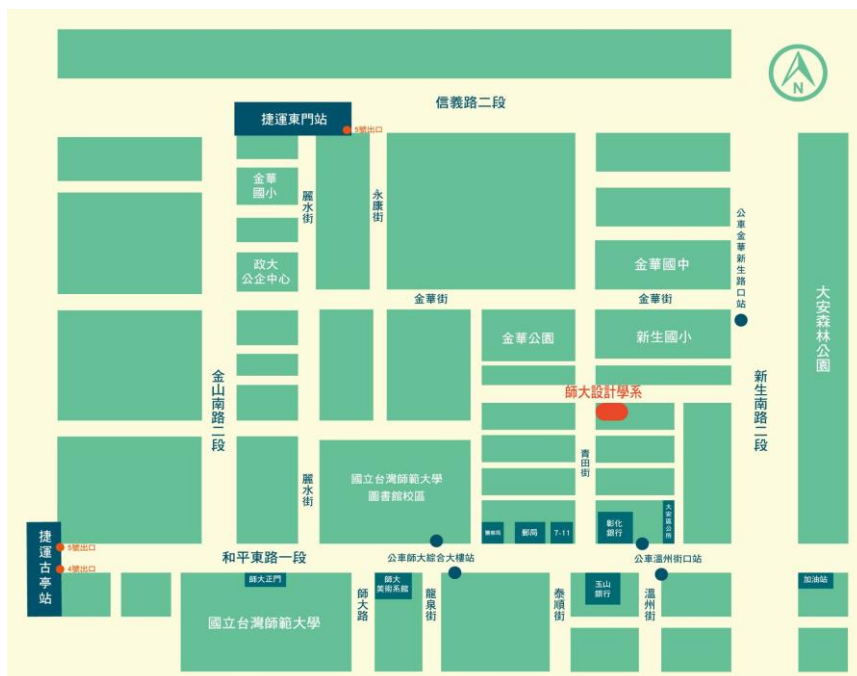 N
信義路二段
捷運東門站
5號出口
金華
國小
麗水街
永康街
政大
公企中心
金華國中
公車金華新生路口站
金華街
金華街
大安森林公園
金華公園
新生國小
金山南路二段
師大設計學系
新生南路二段
青田街
國立台灣師範大學
圖書館校區
麗水街
郵局
7-11
彰化
銀行
大安區公所
捷運古亭站
5號出口
4號出口
和平東路一段
公車師大綜合大樓站
公車溫州街口站
師大正門
師大
美術系館
玉山
銀行
加油站
國立台灣師範大學
師大路
龍泉街
泰順街
溫州街